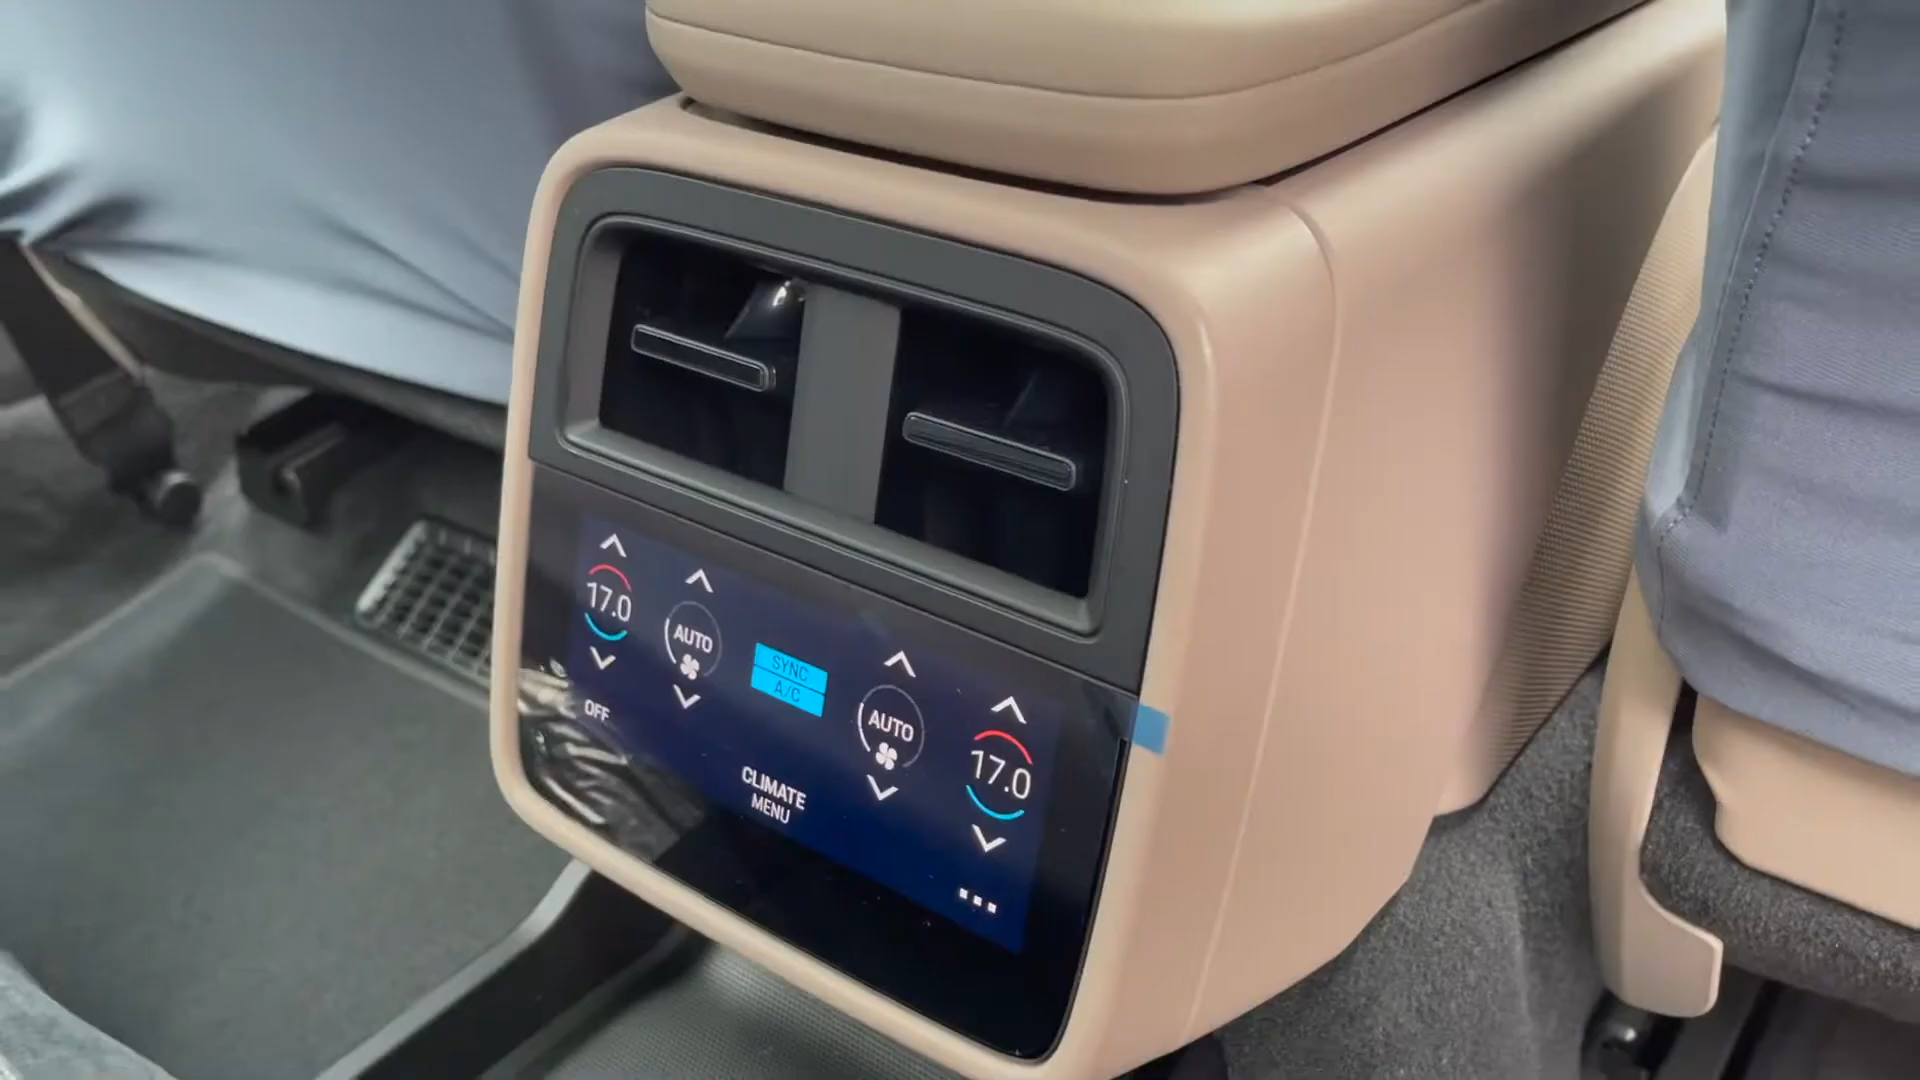 17.0
AUTO
SYNC
A/C
AUTO
17.0
OFF
CLIMATE
MENU